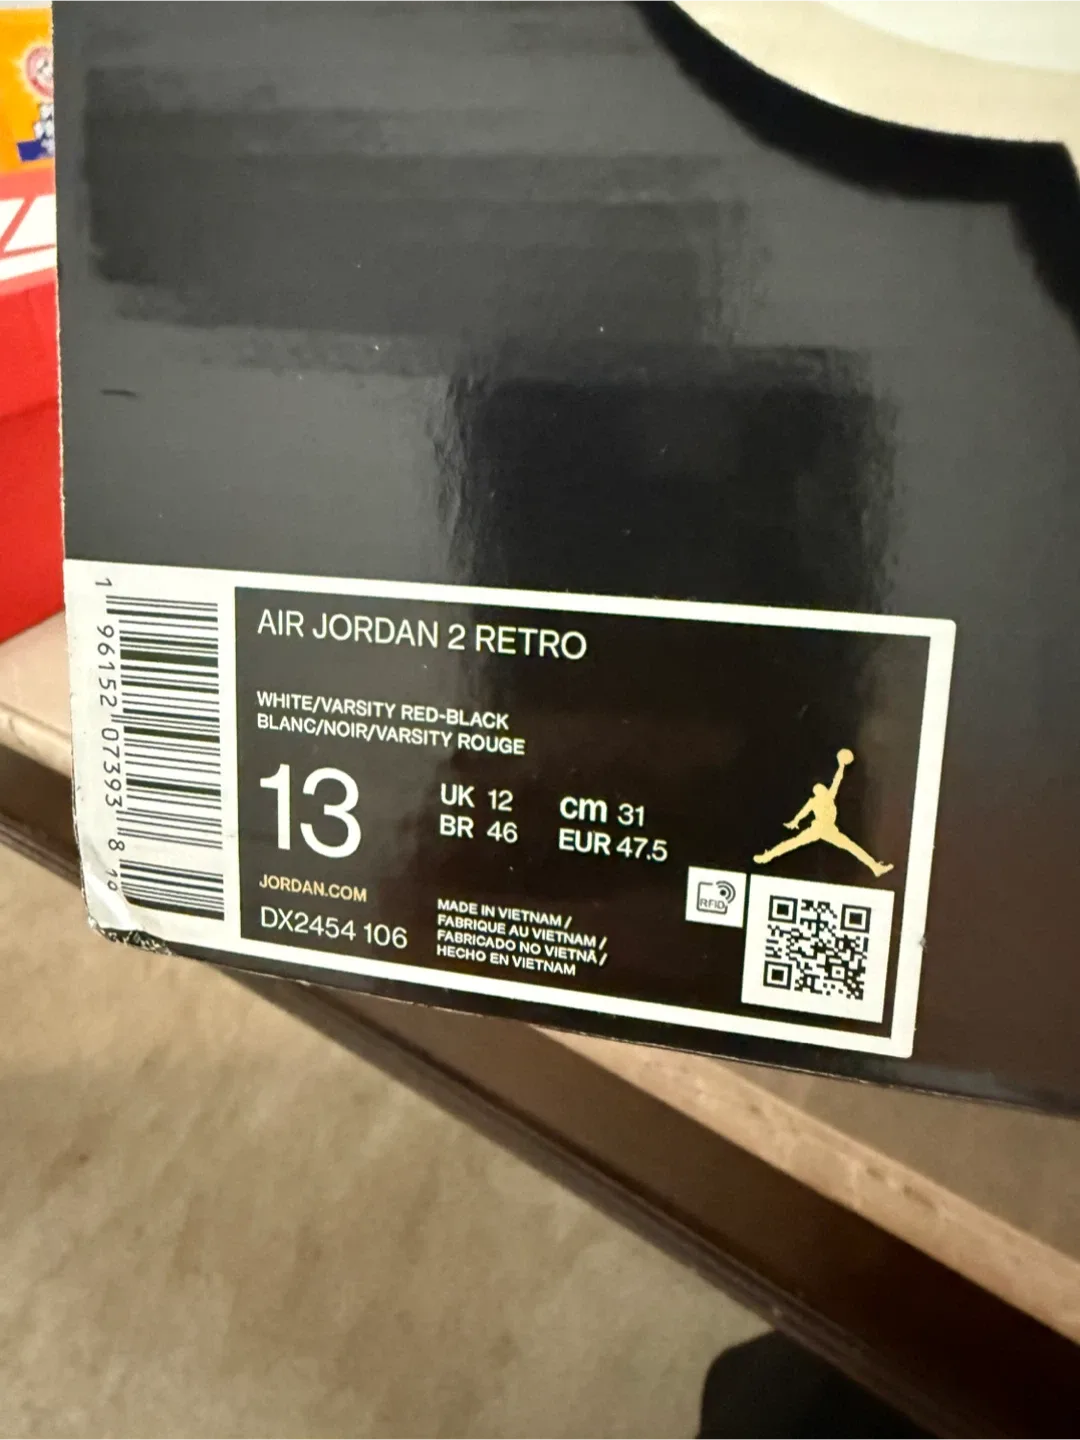 AIR JORDAN 2 RETRO
WHITE/VARSITY RED-BLACK
BLANC/NOIR/VARSITY ROUGE
13
UK 12
BR 46
cm 31
EUR 47.5
JORDAN.COM
DX2454 106
MADE IN VIETNAM /
FABRIQUE AU VIETNAM /
FABRICADO NO VIETNÃ /
HECHO EN VIETNAM
RFID
1 96152 07393 8